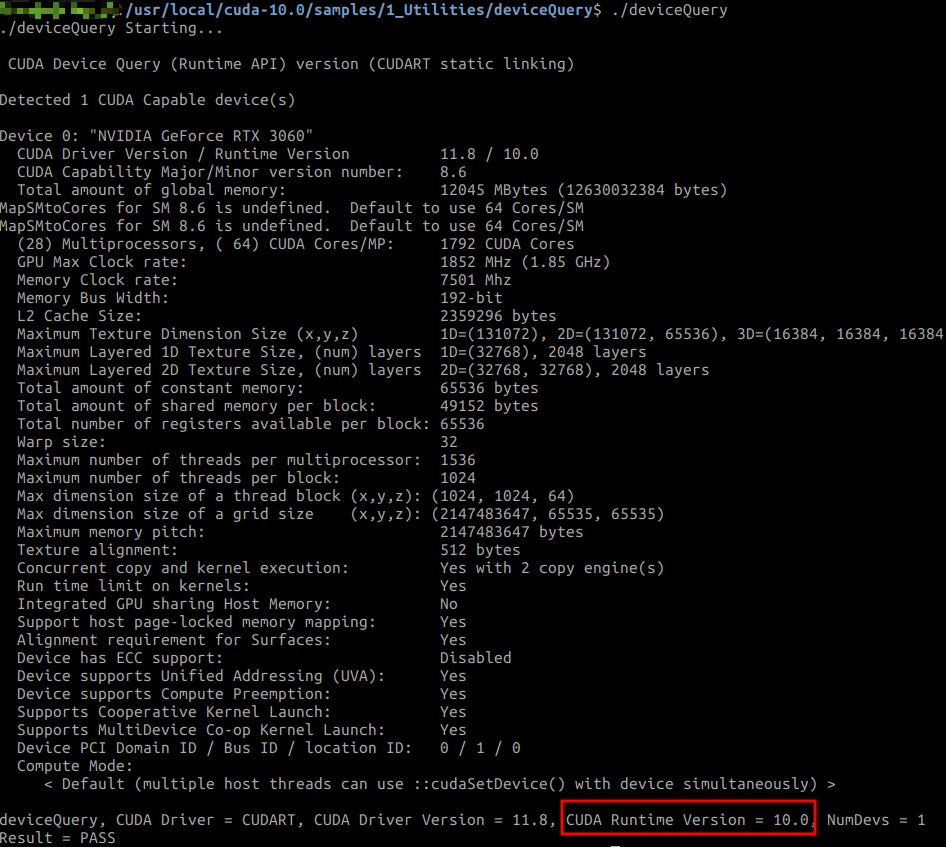 :/usr/local/cuda-10.0/samples/1_Utilities/deviceQuery$ ./deviceQuery
./deviceQuery Starting...
CUDA Device Query (Runtime API) version (CUDART static linking)
Detected 1 CUDA Capable device(s)
Device 0: "NVIDIA GeForce RTX 3060"
CUDA Driver Version / Runtime Version 11.8 / 10.0
CUDA Capability Major/Minor version number: 8.6
Total amount of global memory: 12045 MBytes (12630032384 bytes)
MapSMtoCores for SM 8.6 is undefined.  Default to use 64 Cores/SM
MapSMtoCores for SM 8.6 is undefined.  Default to use 64 Cores/SM
(28) Multiprocessors, ( 64) CUDA Cores/MP: 1792 CUDA Cores
GPU Max Clock rate: 1852 MHz (1.85 GHz)
Memory Clock rate: 7501 Mhz
Memory Bus Width: 192-bit
L2 Cache Size: 2359296 bytes
Maximum Texture Dimension Size (x,y,z) 1D=(131072), 2D=(131072, 65536), 3D=(16384, 16384, 16384
Maximum Layered 1D Texture Size, (num) layers 1D=(32768), 2048 layers
Maximum Layered 2D Texture Size, (num) layers 2D=(32768, 32768), 2048 layers
Total amount of constant memory: 65536 bytes
Total amount of shared memory per block: 49152 bytes
Total number of registers available per block: 65536
Warp size: 32
Maximum number of threads per multiprocessor: 1536
Maximum number of threads per block: 1024
Max dimension size of a thread block (x,y,z): (1024, 1024, 64)
Max dimension size of a grid size    (x,y,z): (2147483647, 65535, 65535)
Maximum memory pitch: 2147483647 bytes
Texture alignment: 512 bytes
Concurrent copy and kernel execution: Yes with 2 copy engine(s)
Run time limit on kernels: Yes
Integrated GPU sharing Host Memory: No
Support host page-locked memory mapping: Yes
Alignment requirement for Surfaces: Yes
Device has ECC support: Disabled
Device supports Unified Addressing (UVA): Yes
Device supports Compute Preemption: Yes
Supports Cooperative Kernel Launch: Yes
Supports MultiDevice Co-op Kernel Launch: Yes
Device PCI Domain ID / Bus ID / location ID: 0 / 1 / 0
Compute Mode:
< Default (multiple host threads can use ::cudaSetDevice() with device simultaneously) >
deviceQuery, CUDA Driver = CUDART, CUDA Driver Version = 11.8, CUDA Runtime Version = 10.0, NumDevs = 1
Result = PASS